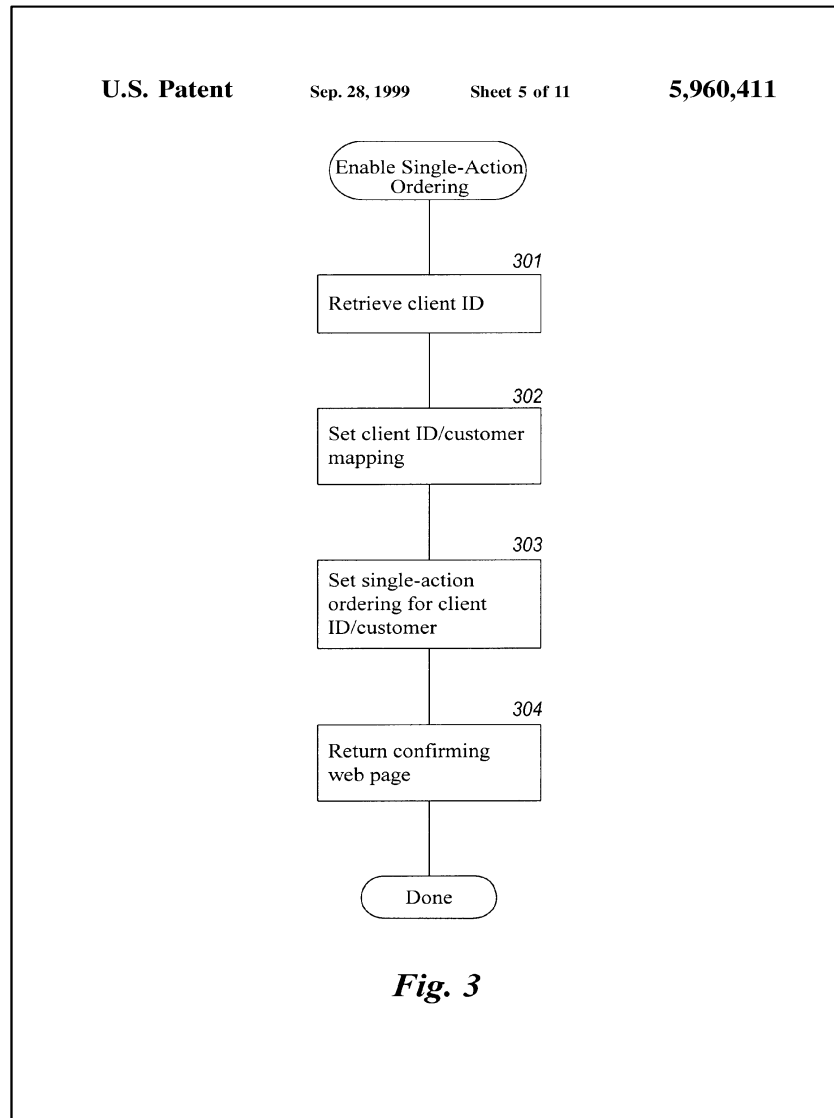 U.S. Patent Sep. 28, 1999 Sheet 5 of 11 5,960,411
Enable Single-Action
Ordering
301
Retrieve client ID
302
Set client ID/customer
mapping
303
Set single-action
ordering for client
ID/customer
304
Return confirming
web page
Done
Fig. 3